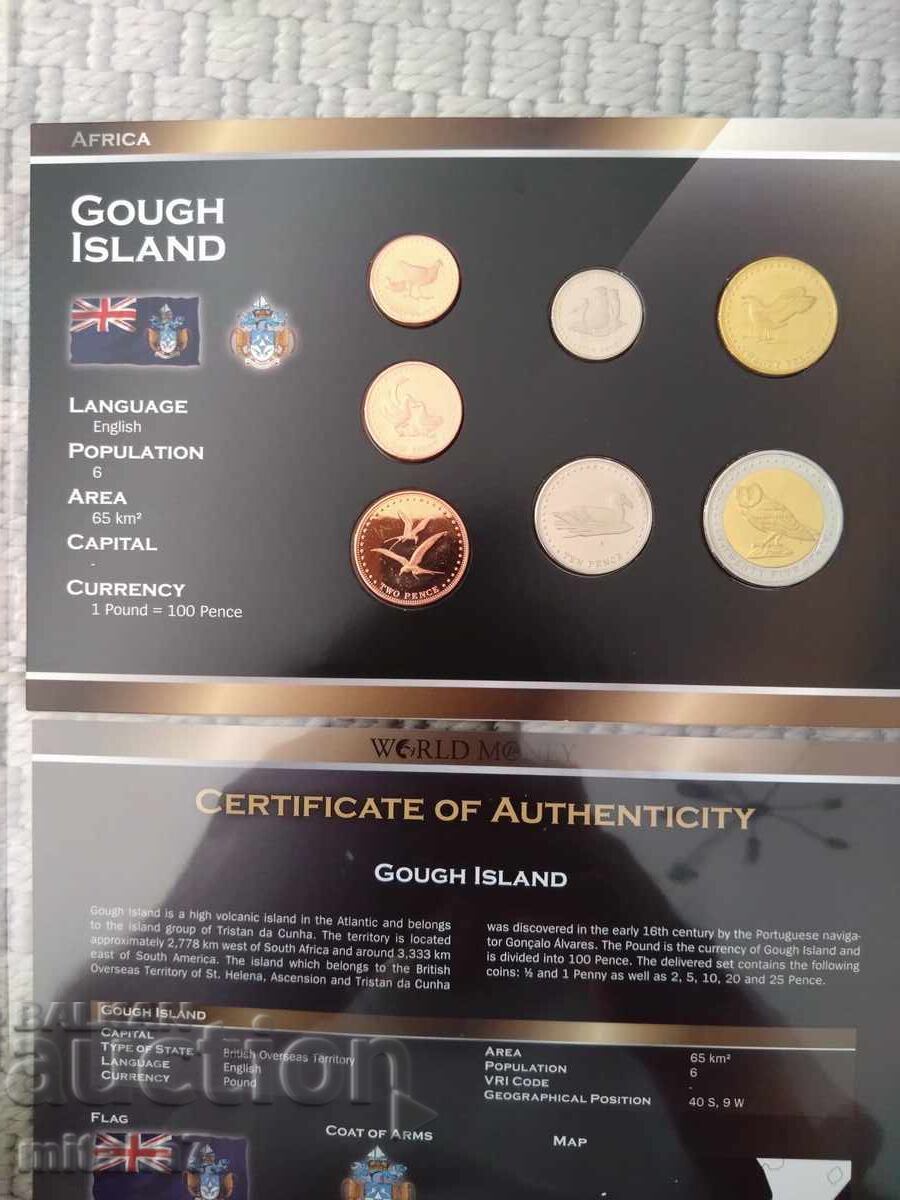 AFRICA
GOUGH
ISLAND
LANGUAGE
English
POPULATION
6
AREA
65 km²
CAPITAL
-
CURRENCY
1 Pound = 100 Pence
TWO PENCE
TEN PENCE
WORLD MONEY
CERTIFICATE OF AUTHENTICITY
GOUGH ISLAND
Gough Island is a high volcanic island in the Atlantic and belongs
to the island group of Tristan da Cunha. The territory is located
approximately 2,778 km west of South Africa and around 3,333 km
east of South America. The island which belongs to the British
Overseas Territory of St. Helena, Ascension and Tristan da Cunha
was discovered in the early 16th century by the Portuguese naviga-
tor Gonçalo Álvares. The Pound is the currency of Gough Island and
is divided into 100 Pence. The delivered set contains the following
coins: ½ and 1 Penny as well as 2, 5, 10, 20 and 25 Pence.
GOUGH ISLAND
CAPITAL
TYPE OF STATE British Overseas Territory
LANGUAGE English
CURRENCY Pound
AREA 65 km²
POPULATION 6
VRI CODE -
GEOGRAPHICAL POSITION 40 S, 9 W
FLAG
COAT OF ARMS
MAP
BALKAN
auction